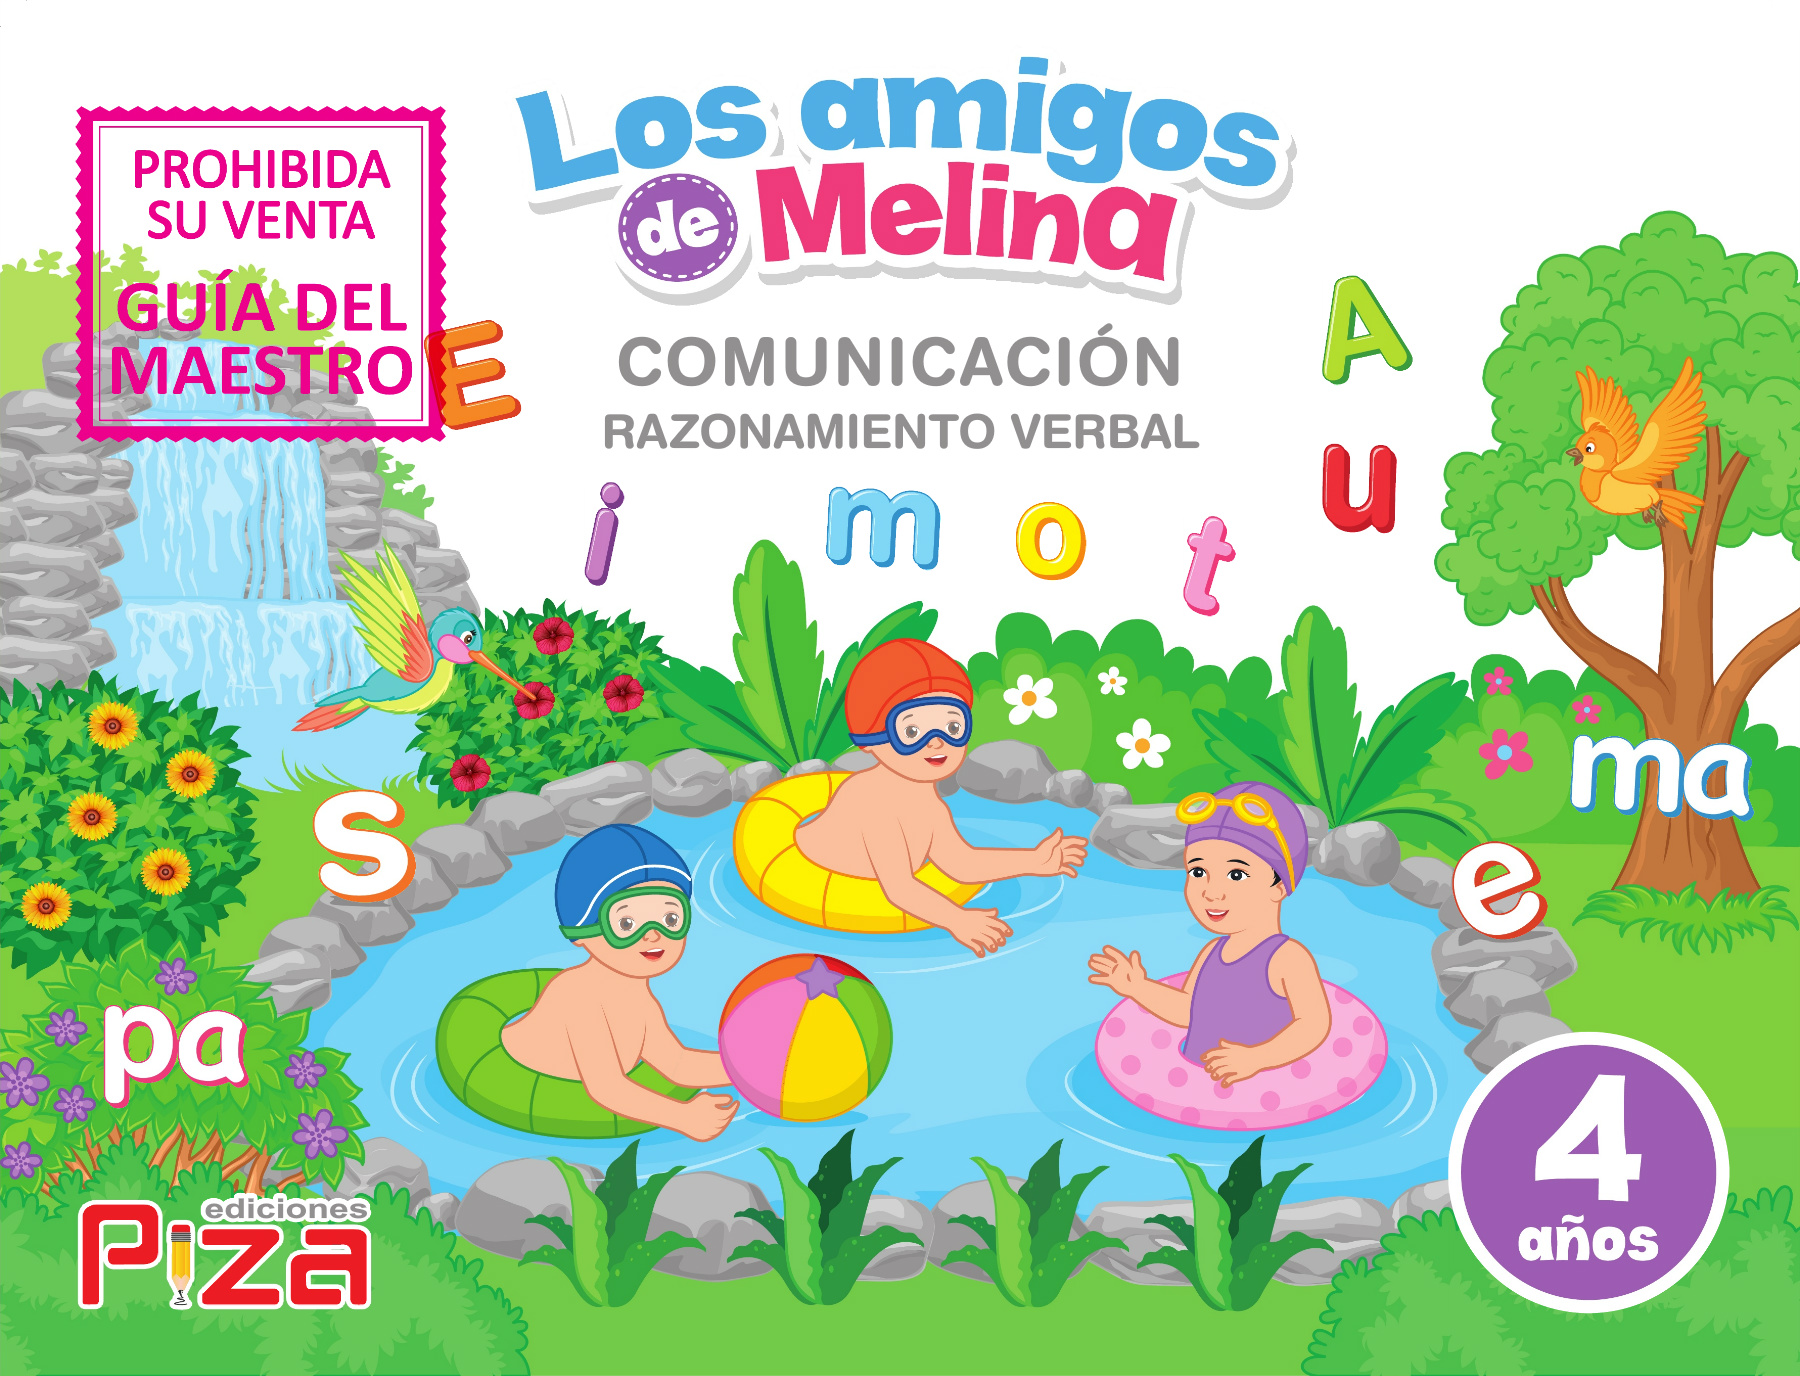 Los amigos
de Melina
PROHIBIDA
SU VENTA
GUÍA DEL
MAESTRO
COMUNICACIÓN
RAZONAMIENTO VERBAL
E
A
u
i
m
o
t
ma
s
e
pa
ediciones
Piza
4
años